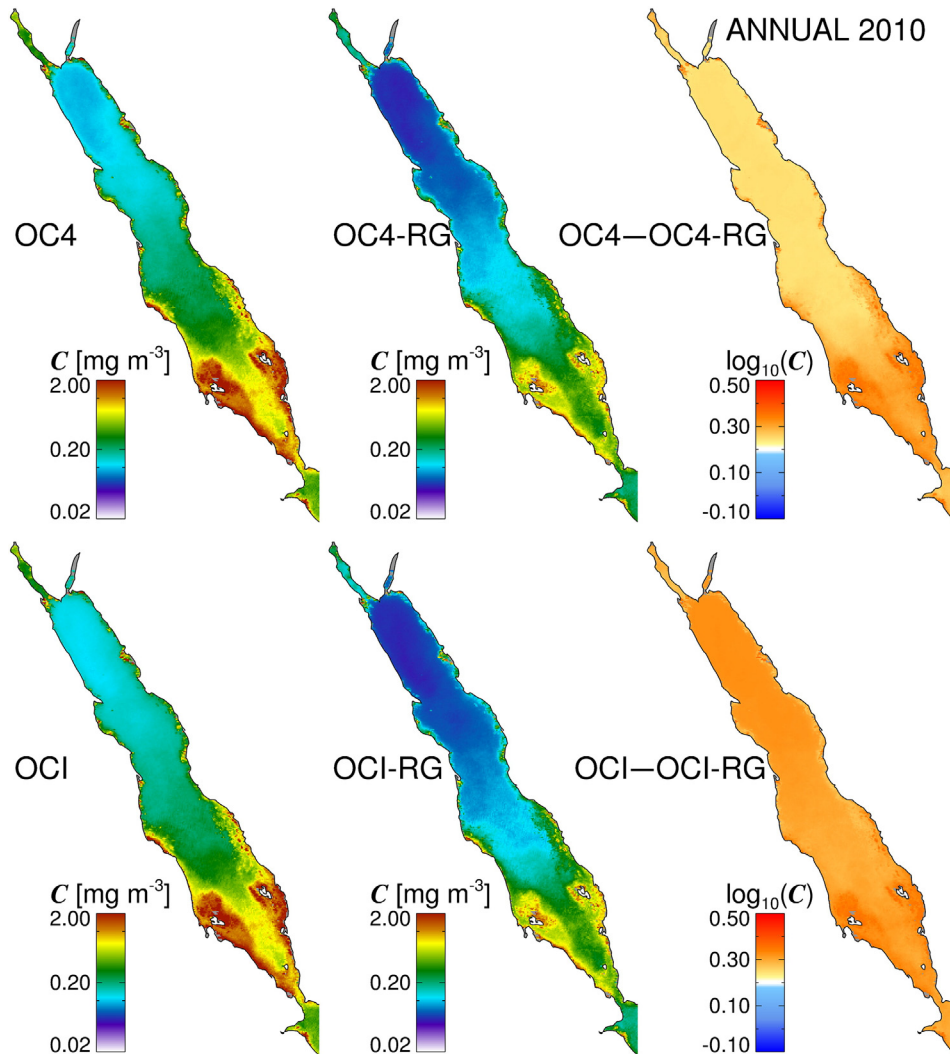 ANNUAL 2010
OC4
OC4-RG
OC4—OC4-RG
C [mg m⁻³]
2.00
0.20
0.02
C [mg m⁻³]
2.00
0.20
0.02
log₁₀(C)
0.50
0.30
0.10
-0.10
OCI
OCI-RG
OCI—OCI-RG
C [mg m⁻³]
2.00
0.20
0.02
C [mg m⁻³]
2.00
0.20
0.02
log₁₀(C)
0.50
0.30
0.10
-0.10